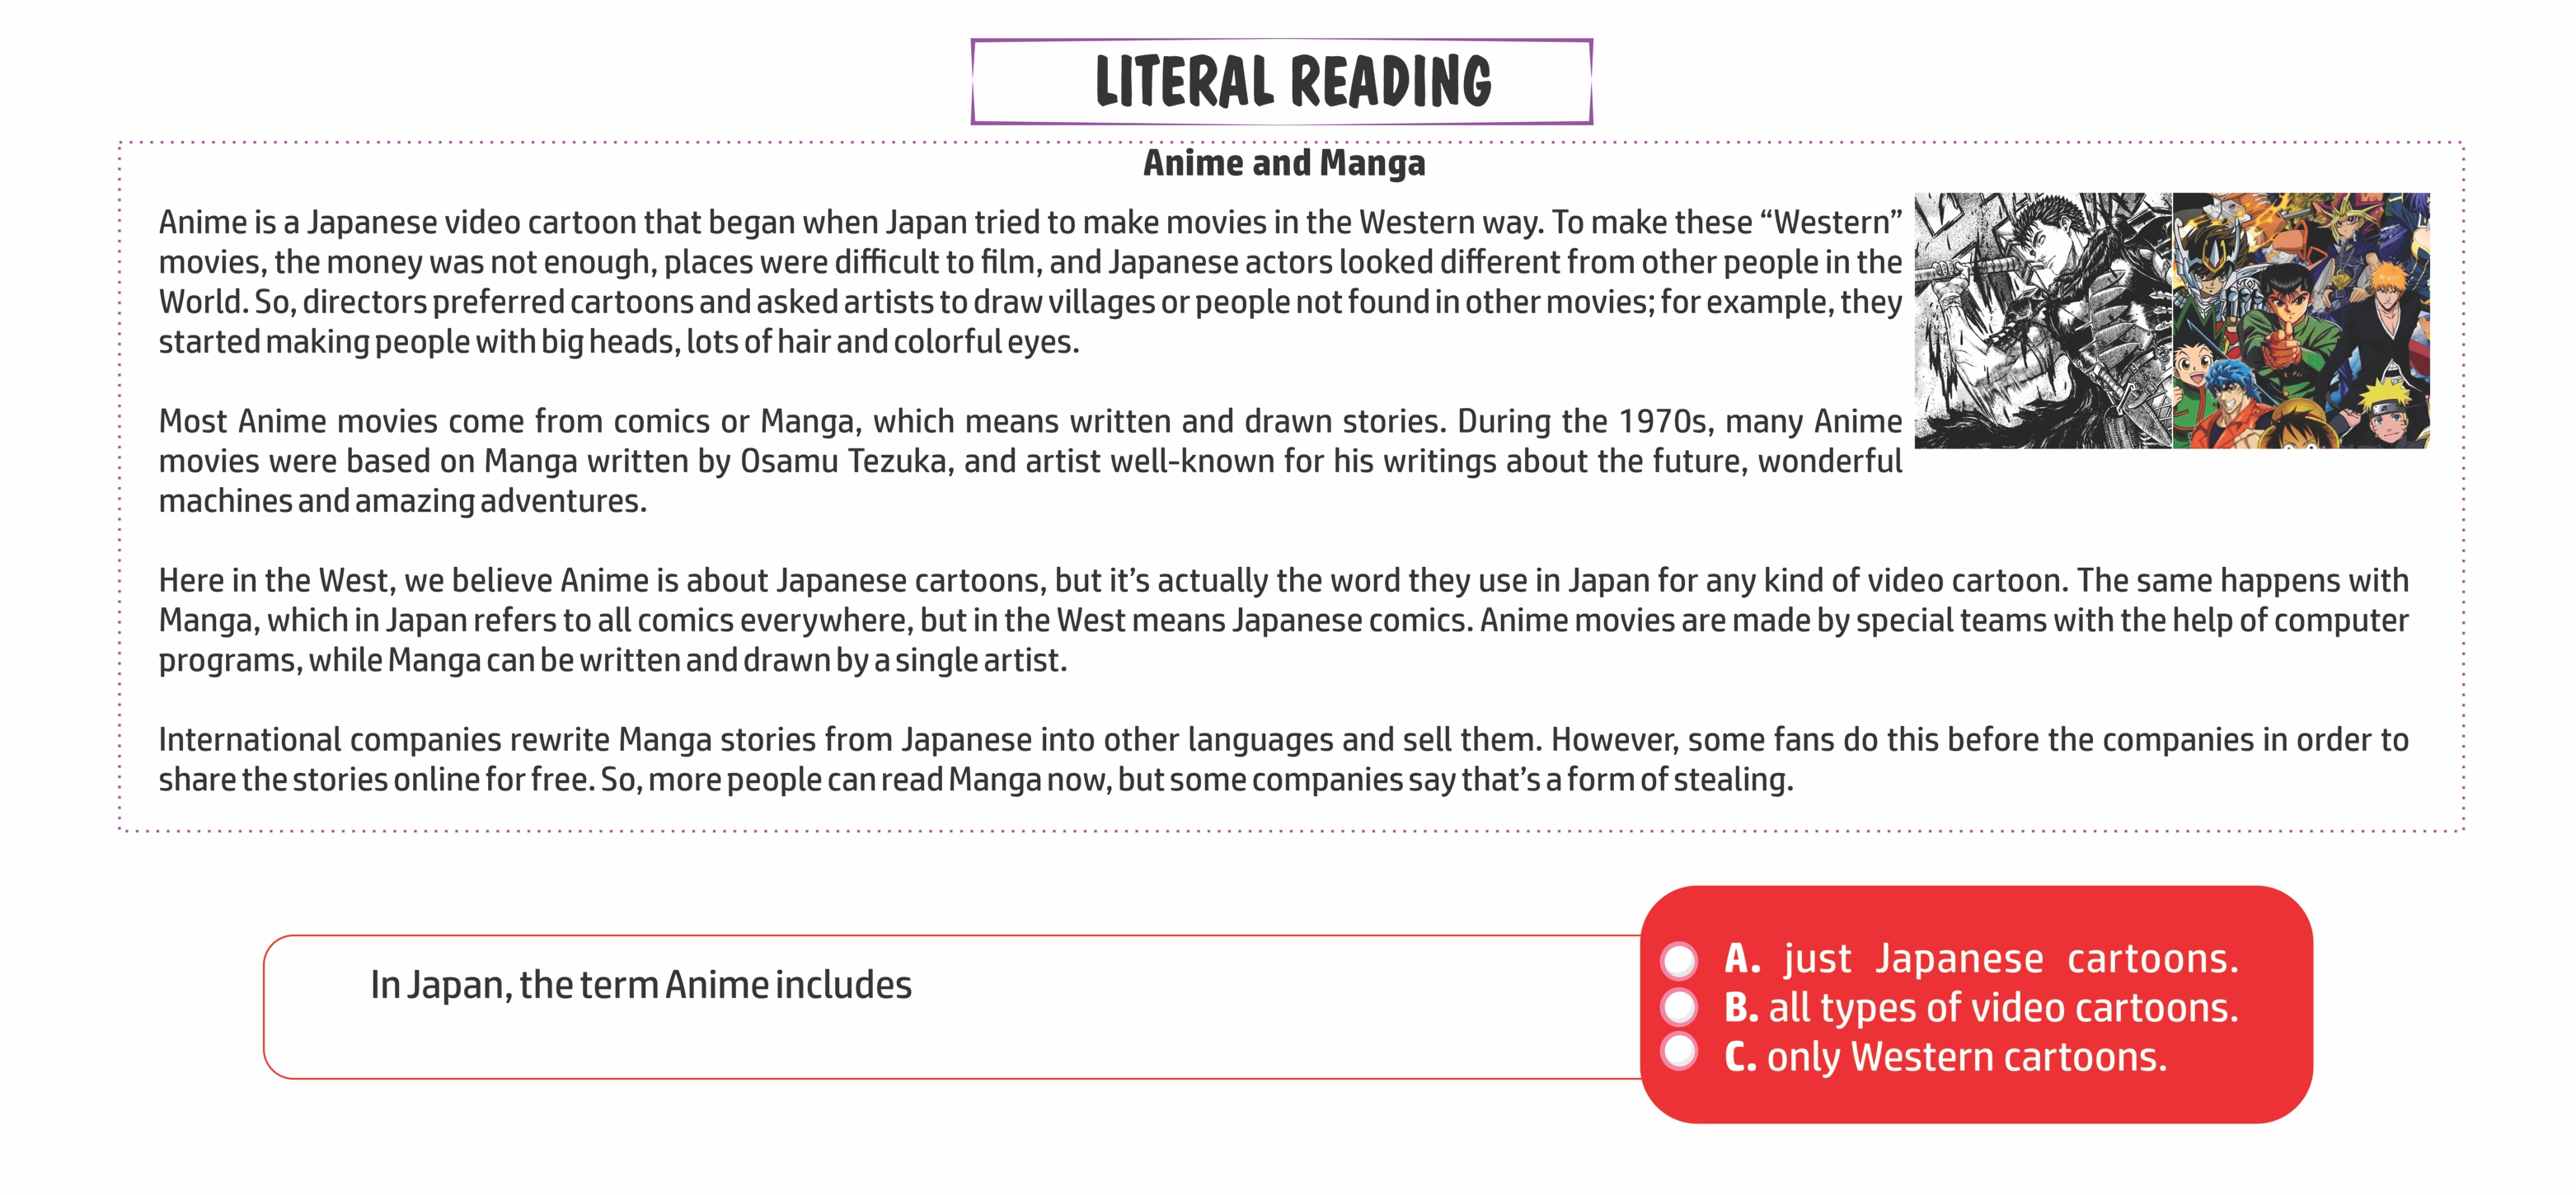 LITERAL READING
Anime and Manga
Anime is a Japanese video cartoon that began when Japan tried to make movies in the Western way. To make these “Western”
movies, the money was not enough, places were difficult to film, and Japanese actors looked different from other people in the
World. So, directors preferred cartoons and asked artists to draw villages or people not found in other movies; for example, they
started making people with big heads, lots of hair and colorful eyes.
Most Anime movies come from comics or Manga, which means written and drawn stories. During the 1970s, many Anime
movies were based on Manga written by Osamu Tezuka, and artist well-known for his writings about the future, wonderful
machines and amazing adventures.
Here in the West, we believe Anime is about Japanese cartoons, but it’s actually the word they use in Japan for any kind of video cartoon. The same happens with
Manga, which in Japan refers to all comics everywhere, but in the West means Japanese comics. Anime movies are made by special teams with the help of computer
programs, while Manga can be written and drawn by a single artist.
International companies rewrite Manga stories from Japanese into other languages and sell them. However, some fans do this before the companies in order to
share the stories online for free. So, more people can read Manga now, but some companies say that’s a form of stealing.
In Japan, the term Anime includes
A. just Japanese cartoons.
B. all types of video cartoons.
C. only Western cartoons.